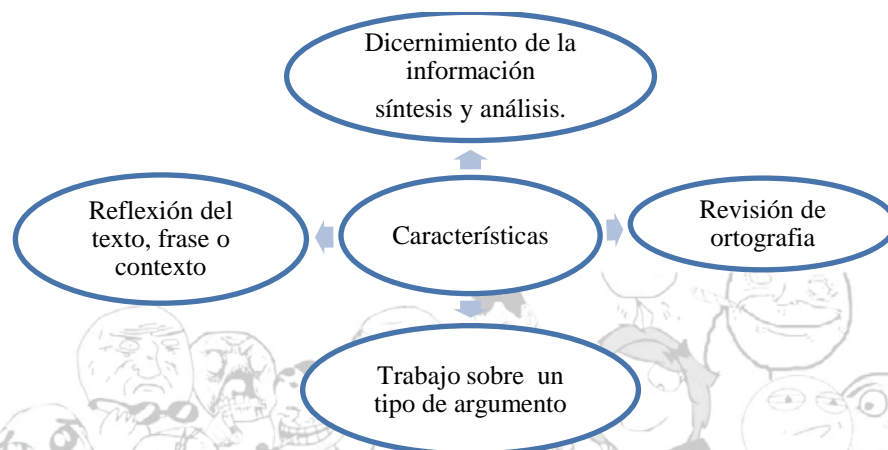 Dicernimiento de la
información
síntesis y análisis.
Reflexión del
texto, frase o
contexto
Características
Revisión de
ortografia
Trabajo sobre un
tipo de argumento